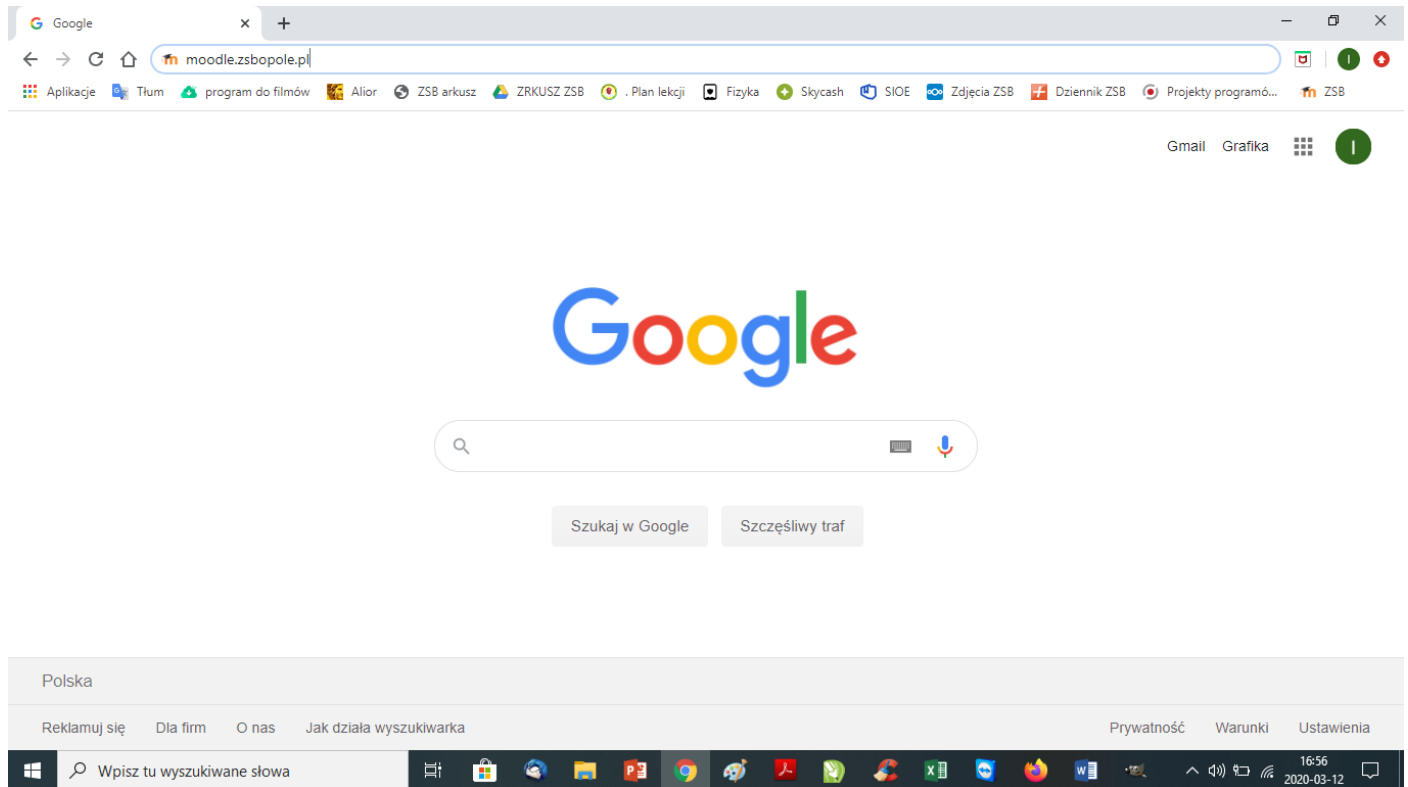 Google
moodle.zsbopole.pl
Aplikacje Tłum program do filmów Alior ZSB arkusz ZRKUSZ ZSB . Plan lekcji Fizyka Skycash SIOE Zdjęcia ZSB Dziennik ZSB Projekty programó... ZSB
Gmail Grafika I
Google
Szukaj w Google Szczęśliwy traf
Polska
Reklamuj się Dla firm O nas Jak działa wyszukiwarka Prywatność Warunki Ustawienia
Wpisz tu wyszukiwane słowa 16:56
2020-03-12